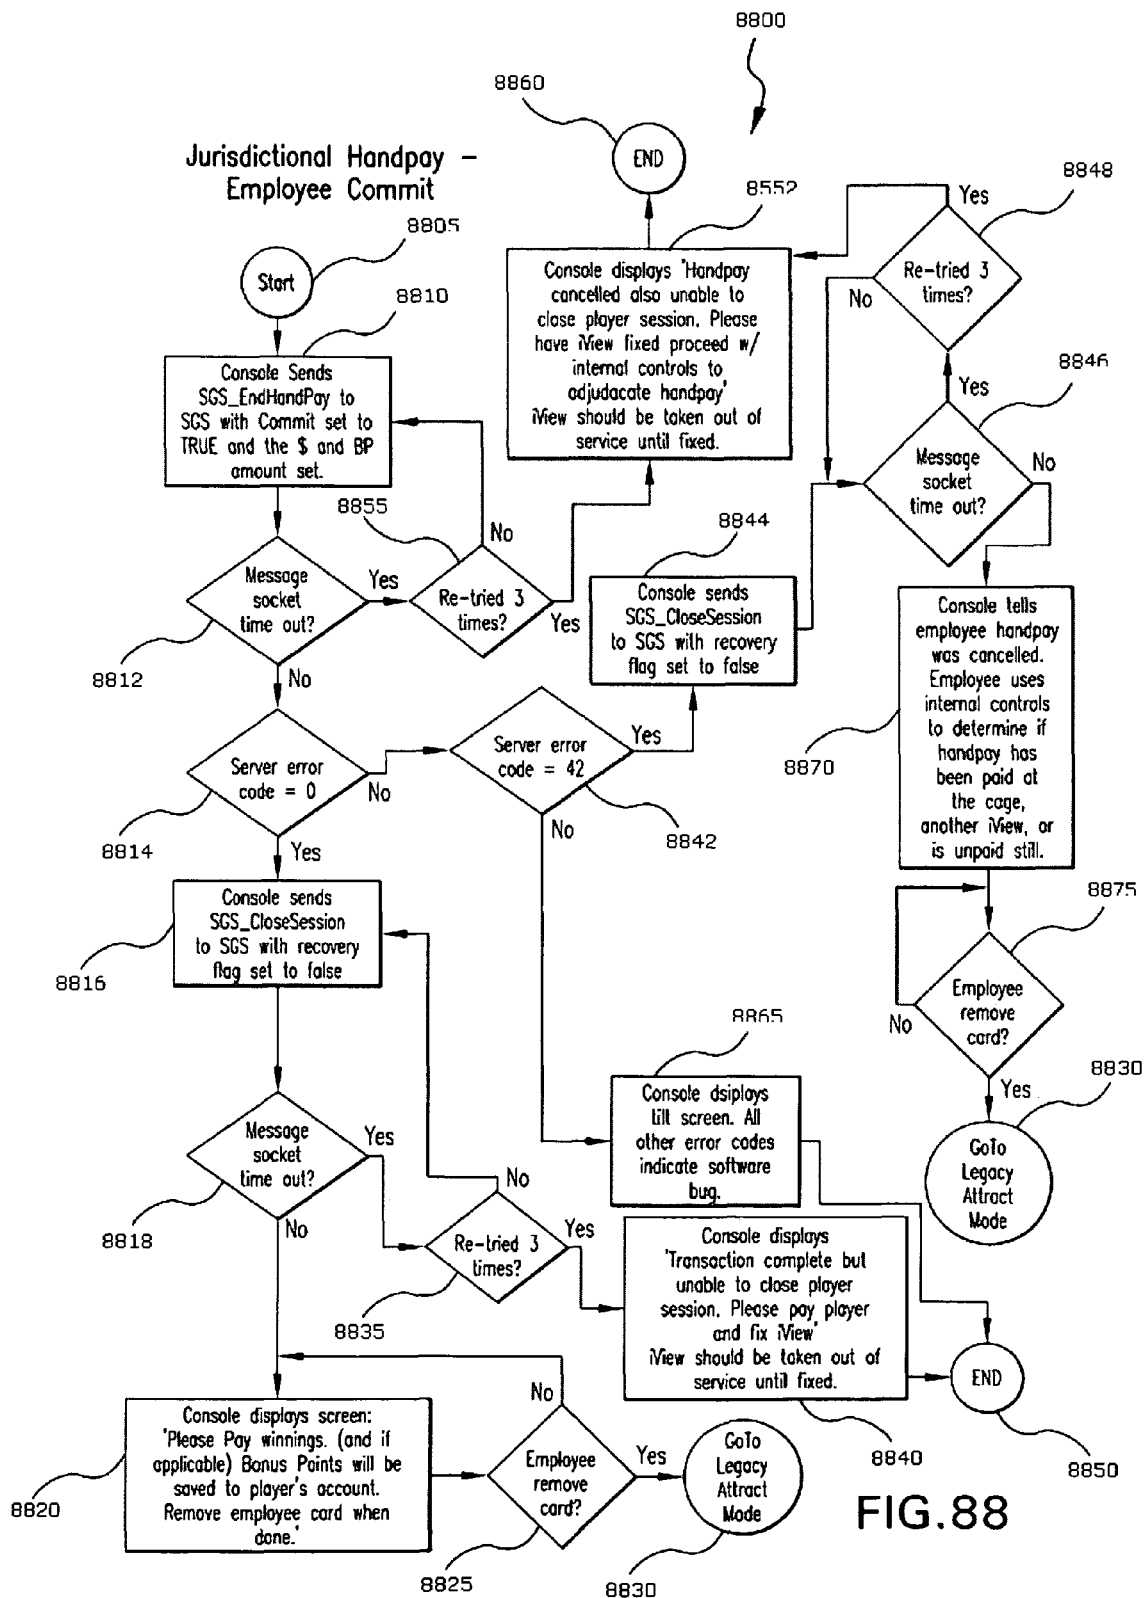 8800
8860
END
Jurisdictional Handpay –
Employee Commit
8805
Start
8810
Console Sends
SGS_EndHandPay to
SGS with Commit set to
TRUE and the $ and BP
amount set.
8552
Console displays 'Handpay
cancelled also unable to
close player session. Please
have iView fixed proceed w/
internal controls to
adjudacate handpay'
iView should be taken out of
service until fixed.
Yes
8848
Re-tried 3
times?
No
Yes
8846
Message
socket
time out?
No
8855
No
Re-tried 3
times?
Yes
Message
socket
time out?
Yes
8812
No
8844
Console sends
SGS_CloseSession
to SGS with recovery
flag set to false
Server error
code = 0
No
8814
Yes
Server error
code = 42
Yes
No
8842
Console tells
employee handpay
was cancelled.
Employee uses
internal controls
to determine if
handpay has
been paid at
the cage,
another iView, or
is unpaid still.
8870
Console sends
SGS_CloseSession
to SGS with recovery
flag set to false
8816
8875
Employee
remove
card?
No
Yes
8830
GoTo
Legacy
Attract
Mode
8865
Console dsiplays
tilt screen. All
other error codes
indicate software
bug.
Message
socket
time out?
Yes
8818
No
No
Re-tried 3
times?
Yes
8835
Console displays
'Transaction complete but
unable to close player
session. Please pay player
and fix iView'
iView should be taken out of
service until fixed.
8840
END
8850
Console displays screen:
'Please Pay winnings. (and if
applicable) Bonus Points will be
saved to player's account.
Remove employee card when
done.'
8820
No
Employee
remove
card?
Yes
8825
GoTo
Legacy
Attract
Mode
8830
FIG.88